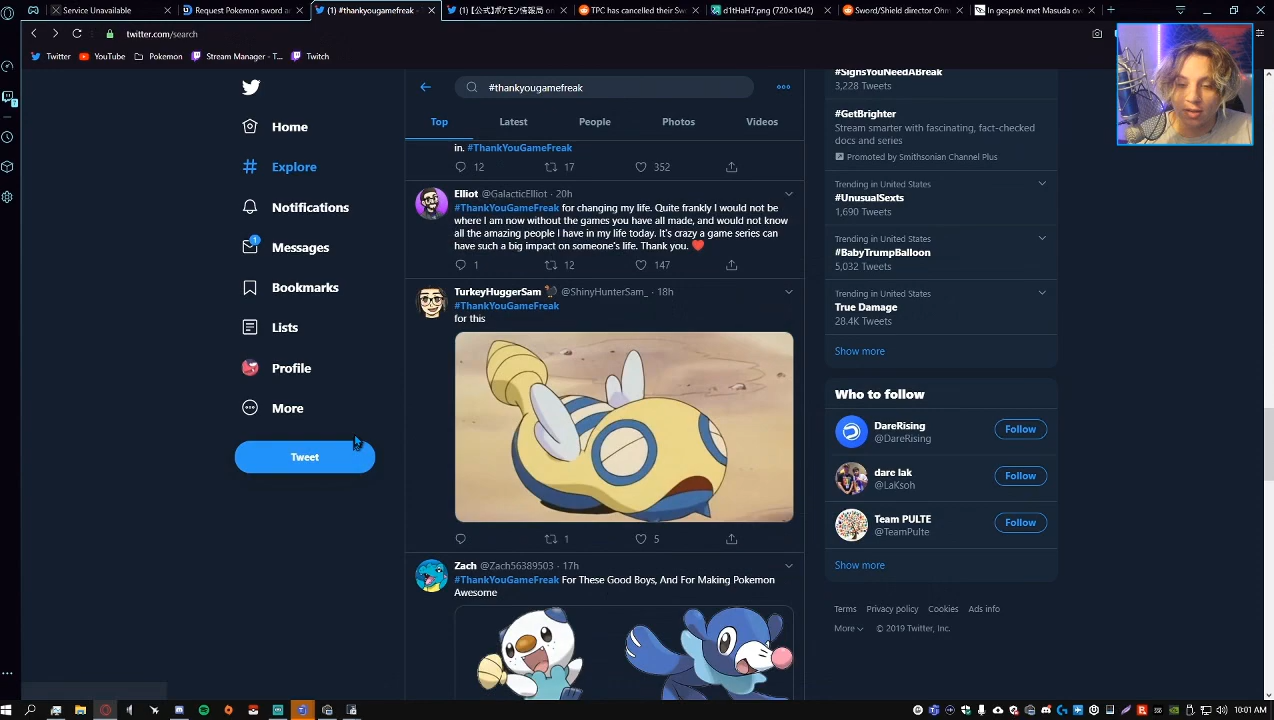 Service Unavailable
Request Pokemon sword ar
(1) #thankyougamefreak -
(1) 【公式】ポケモン情報局 on
TPC has cancelled their Sw
d1tHaH7.png (720×1042)
Sword/Shield director Ohm
In gesprek met Masuda ov
twitter.com/search
Twitter
YouTube
Pokemon
Stream Manager - T...
Twitch
Home
Explore
Notifications
1
Messages
Bookmarks
Lists
Profile
More
Tweet
#thankyougamefreak
Top
Latest
People
Photos
Videos
in. #ThankYouGameFreak
12
17
352
Elliot @GalacticElliot · 20h
#ThankYouGameFreak for changing my life. Quite frankly I would not be
where I am now without the games you have all made, and would not know
all the amazing people I have in my life today. It's crazy a game series can
have such a big impact on someone's life. Thank you. ❤️
1
12
147
TurkeyHuggerSam 🦃 @ShinyHunterSam_ · 18h
#ThankYouGameFreak
for this
1
5
Zach @Zach56389503 · 17h
#ThankYouGameFreak For These Good Boys, And For Making Pokemon
Awesome
#SignsYouNeedABreak
3,228 Tweets
#GetBrighter
Stream smarter with fascinating, fact-checked
docs and series
Promoted by Smithsonian Channel Plus
Trending in United States
#UnusualSexts
1,690 Tweets
Trending in United States
#BabyTrumpBalloon
5,032 Tweets
Trending in United States
True Damage
28.4K Tweets
Show more
Who to follow
DareRising
@DareRising
Follow
dare lak
@LaKsoh
Follow
Team PULTE
@TeamPulte
Follow
Show more
Terms Privacy policy Cookies Ads info
More © 2019 Twitter, Inc.
10:01 AM